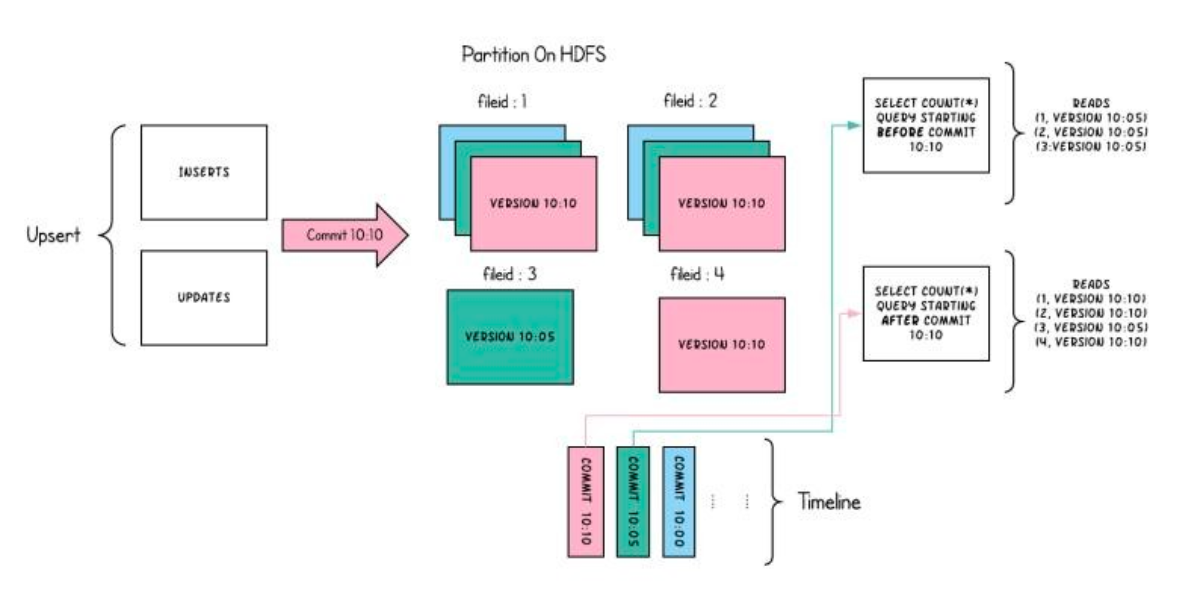 Partition On HDFS
fileid : 1
fileid : 2
Upsert
INSERTS
UPDATES
Commit 10:10
VERSION 10:10
VERSION 10:10
fileid : 3
fileid : 4
VERSION 10:05
VERSION 10:10
SELECT COUNT(*)
QUERY STARTING
BEFORE COMMIT
10:10
READS
(1, VERSION 10:05)
(2, VERSION 10:05)
(3:VERSION 10:05)
SELECT COUNT(*)
QUERY STARTING
AFTER COMMIT
10:10
READS
(1, VERSION 10:10)
(2, VERSION 10:10)
(3, VERSION 10:05)
(4, VERSION 10:10)
COMMIT 10:10
COMMIT 10:05
COMMIT 10:00
Timeline